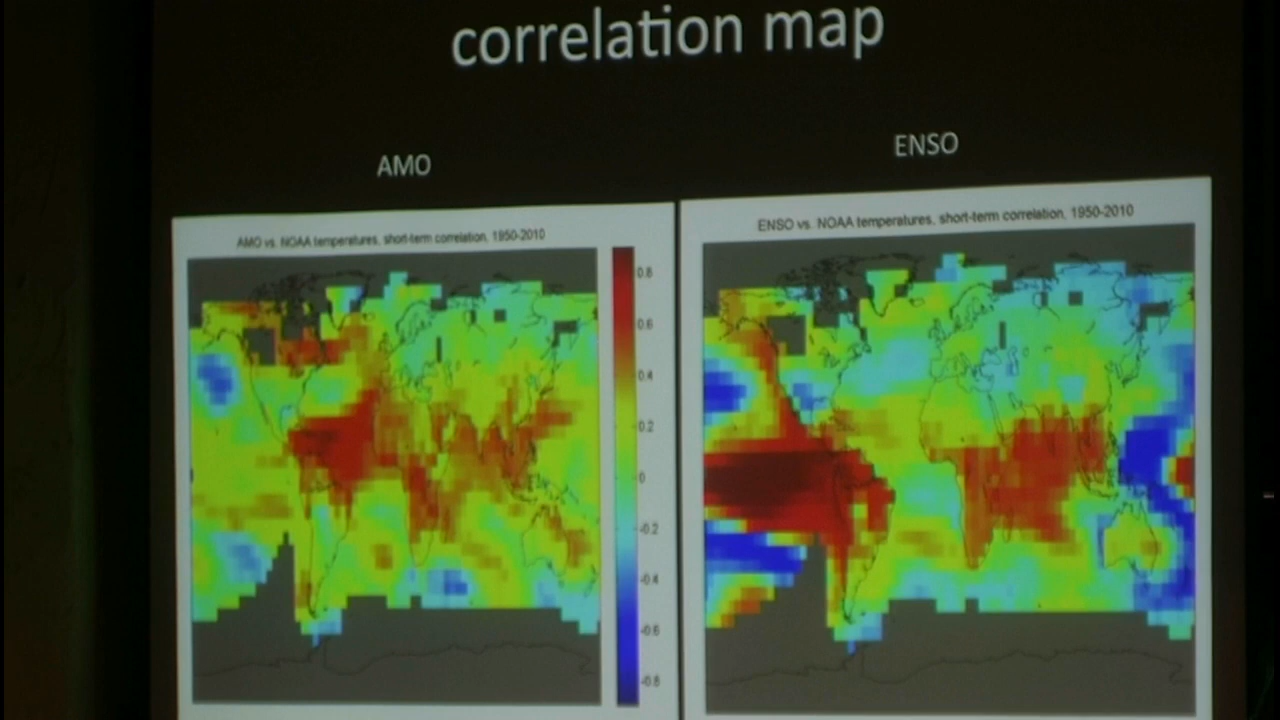 correlation map
AMO
ENSO
AMO vs. NOAA temperatures, short-term correlation, 1950-2010
ENSO vs. NOAA temperatures, short-term correlation, 1950-2010
0.8
0.6
0.4
0.2
0
-0.2
-0.4
-0.6
-0.8